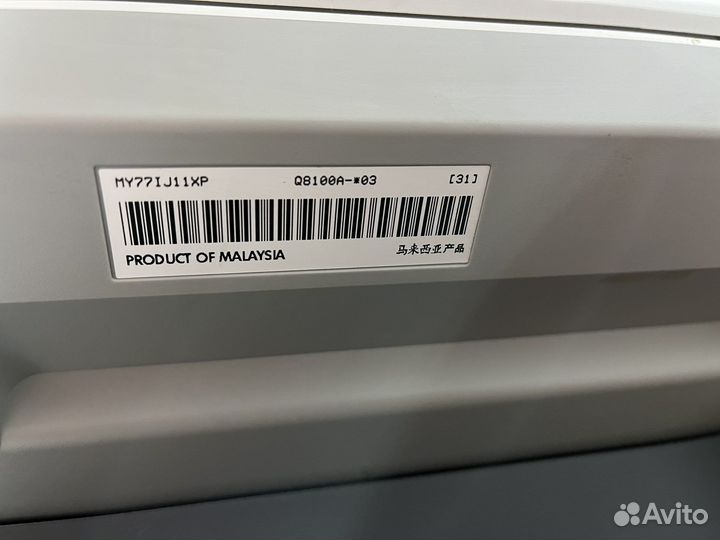 MY77IJ11XP Q8100A-*03 [31]
PRODUCT OF MALAYSIA 马来西亚产品
Avito